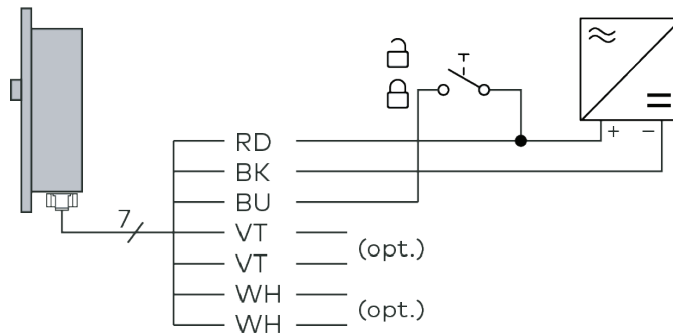 + −
RD
BK
BU
7
VT
(opt.)
VT
WH
(opt.)
WH